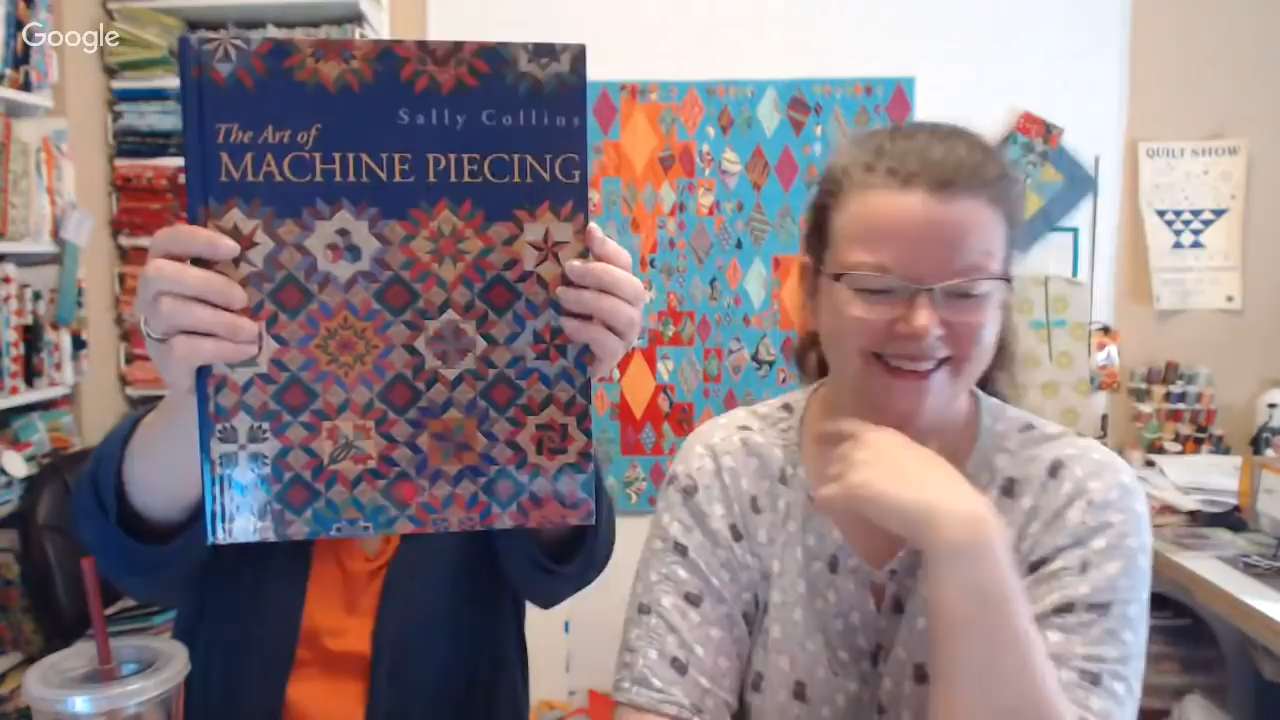 Google
Sally Collins
The Art of
MACHINE PIECING
QUILT SHOW